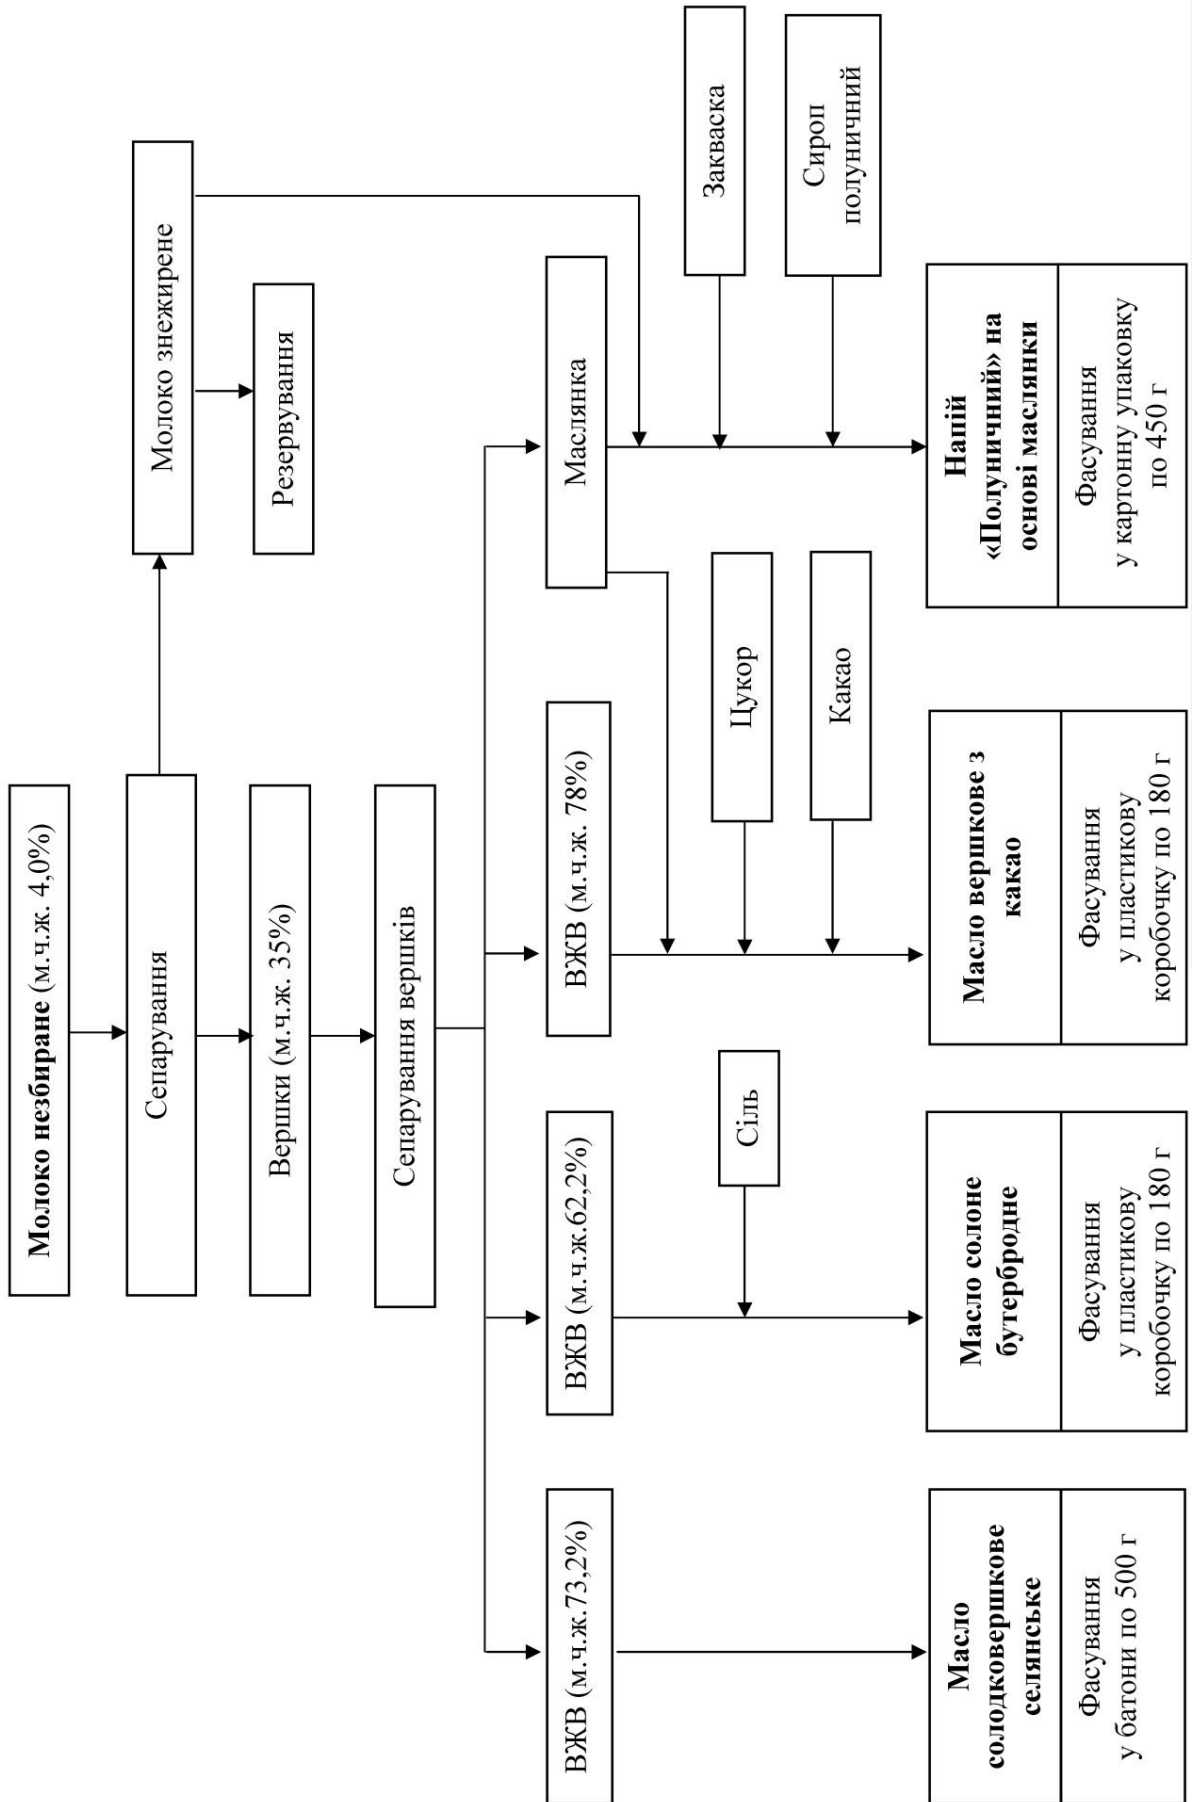 Молоко незбиране (м.ч.ж. 4,0%)
Сепарування
Молоко знежирене
Вершки (м.ч.ж. 35%)
Резервування
Сепарування вершків
ВЖВ (м.ч.ж.73,2%)
ВЖВ (м.ч.ж.62,2%)
ВЖВ (м.ч.ж. 78%)
Маслянка
Сіль
Цукор
Закваска
Какао
Сироп
полуничний
Масло
солодковершкове
селянське
Фасування
у батони по 500 г
Масло солоне
бутербродне
Фасування
у пластикову
коробочку по 180 г
Масло вершкове з
какао
Фасування
у пластикову
коробочку по 180 г
Напій
«Полуничний» на
основі маслянки
Фасування
у картонну упаковку
по 450 г